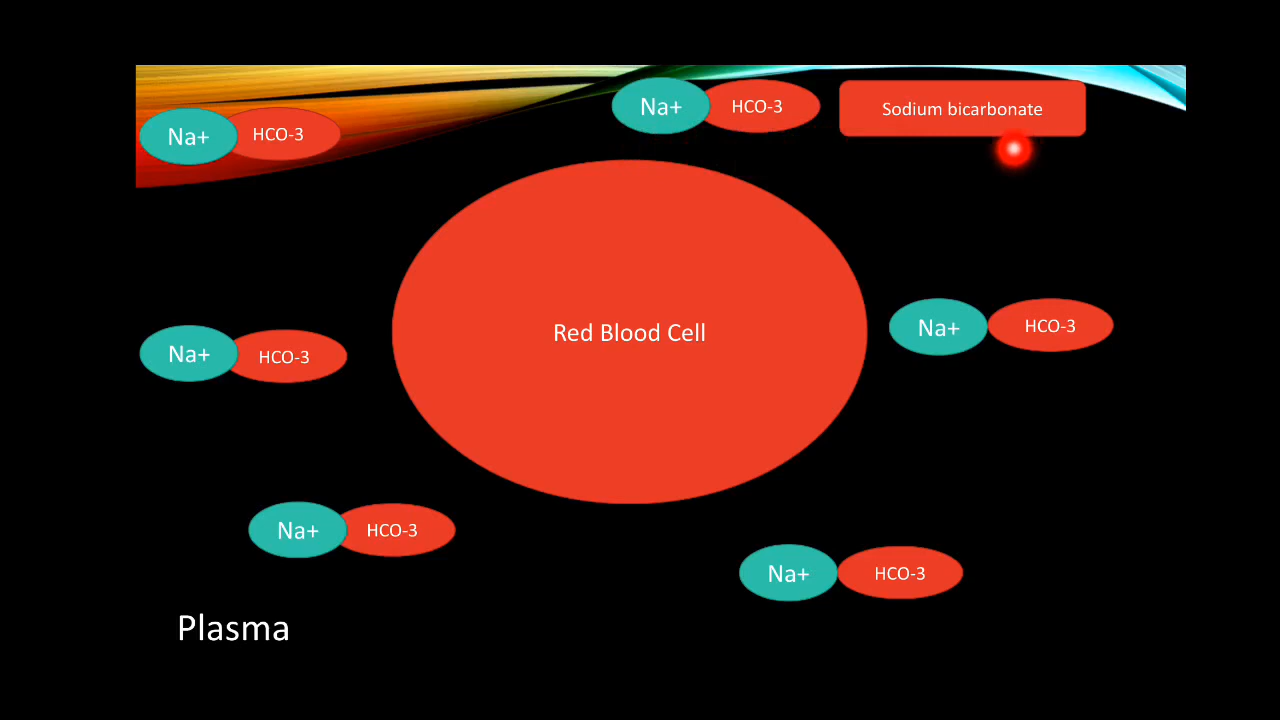 Na+ HCO-3
Sodium bicarbonate
Na+ HCO-3
Red Blood Cell
Na+ HCO-3
Na+ HCO-3
Na+ HCO-3
Na+ HCO-3
Plasma